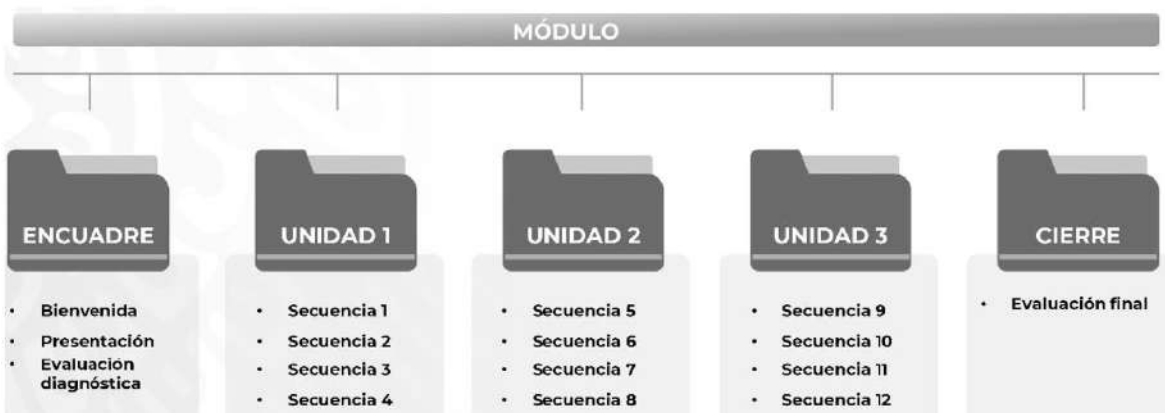 MÓDULO
ENCUADRE
• Bienvenida
• Presentación
• Evaluación
diagnóstica
UNIDAD 1
• Secuencia 1
• Secuencia 2
• Secuencia 3
• Secuencia 4
UNIDAD 2
• Secuencia 5
• Secuencia 6
• Secuencia 7
• Secuencia 8
UNIDAD 3
• Secuencia 9
• Secuencia 10
• Secuencia 11
• Secuencia 12
CIERRE
• Evaluación final